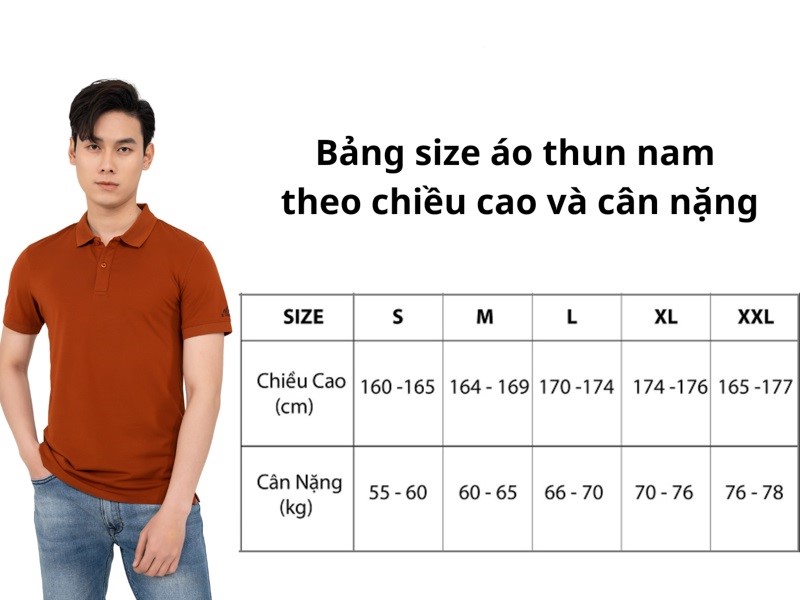 Bảng size áo thun nam
theo chiều cao và cân nặng
SIZE S M L XL XXL
Chiều Cao (cm) 160 -165 164 - 169 170 -174 174 -176 165 -177
Cân Nặng (kg) 55 - 60 60 - 65 66 - 70 70 - 76 76 - 78